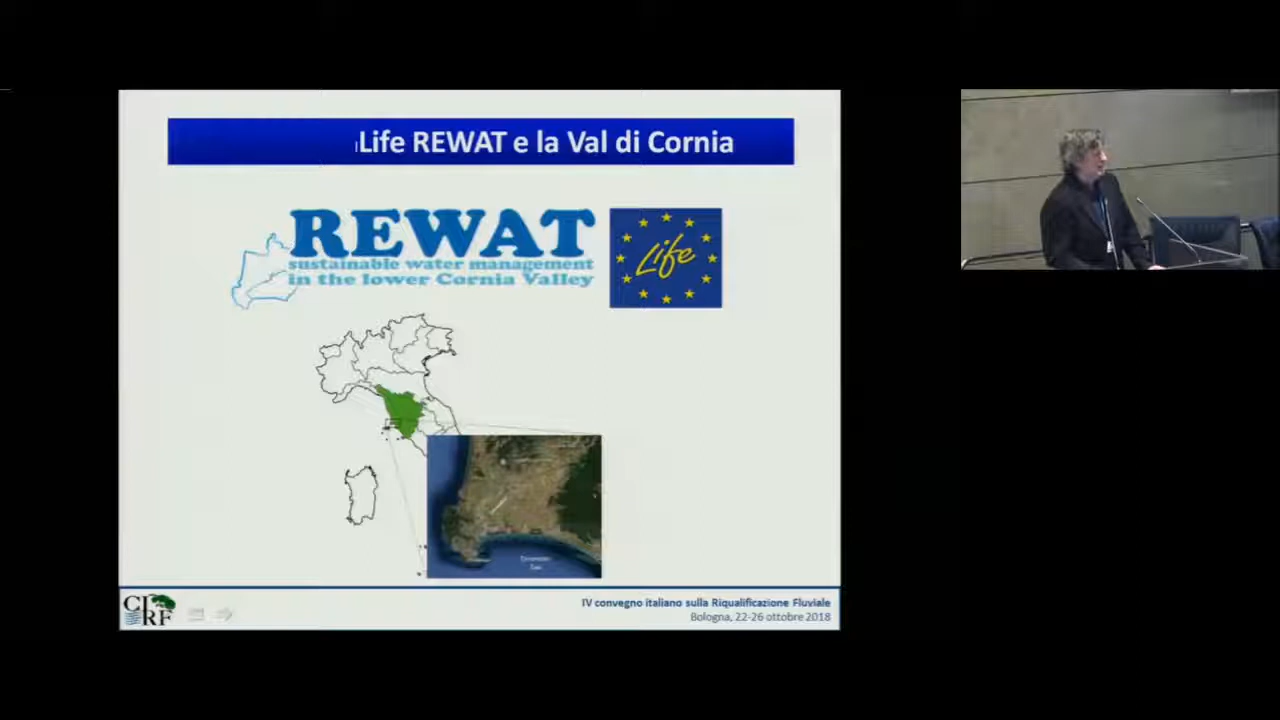 Life REWAT e la Val di Cornia
REWAT
sustainable water management
in the lower Cornia Valley
Life
CIRF
IV convegno italiano sulla Riqualificazione Fluviale
Bologna, 22-26 ottobre 2018